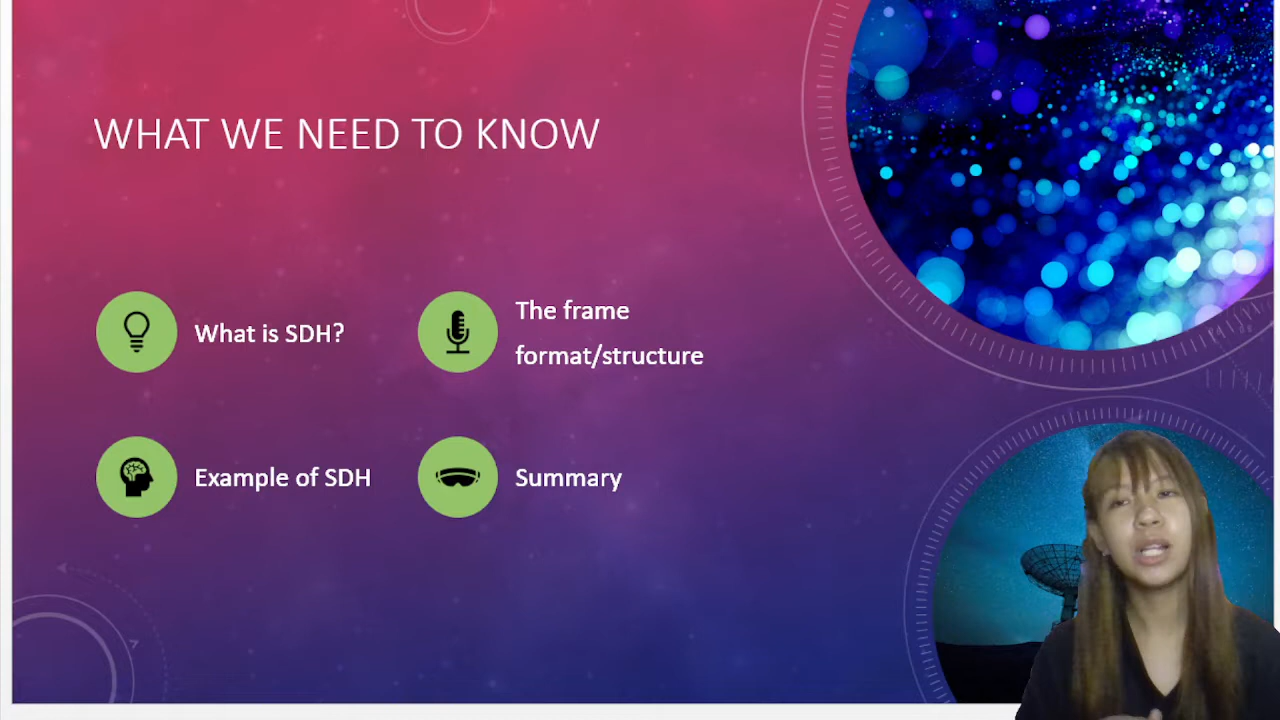 WHAT WE NEED TO KNOW
What is SDH?
The frame
format/structure
Example of SDH
Summary